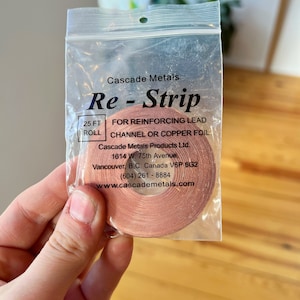 Cascade Metals
Re - Strip
25 FT
ROLL
FOR REINFORCING LEAD
CHANNEL OR COPPER FOIL
Cascade Metals Products Ltd.
1614 W. 75th Avenue,
Vancouver, B.C. Canada V6P 6G2
(604) 261 - 8884
www.cascademetals.com